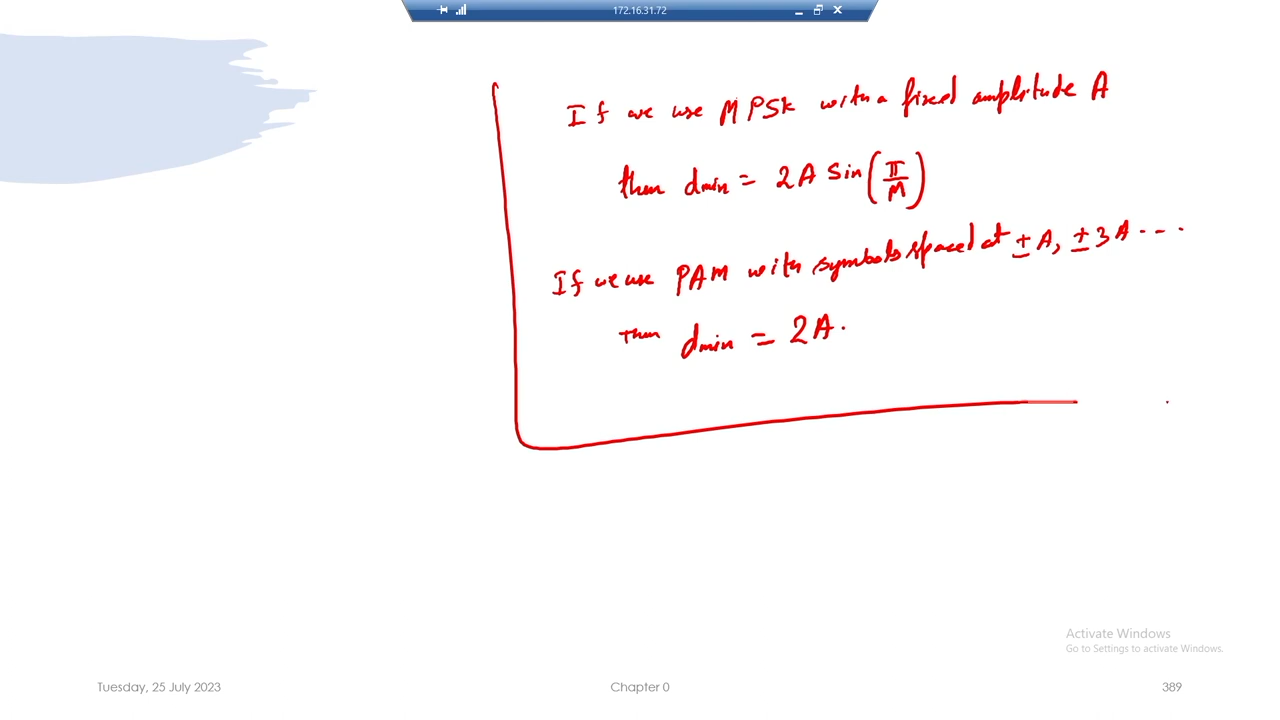 172.16.31.72
If we use MPSK with a fixed amplitude A
then dmin = 2A Sin(π/M)
If we use PAM with symbols spaced at ±A, ±3A ----
Then dmin = 2A.
Activate Windows
Go to Settings to activate Windows.
Tuesday, 25 July 2023
Chapter 0
389